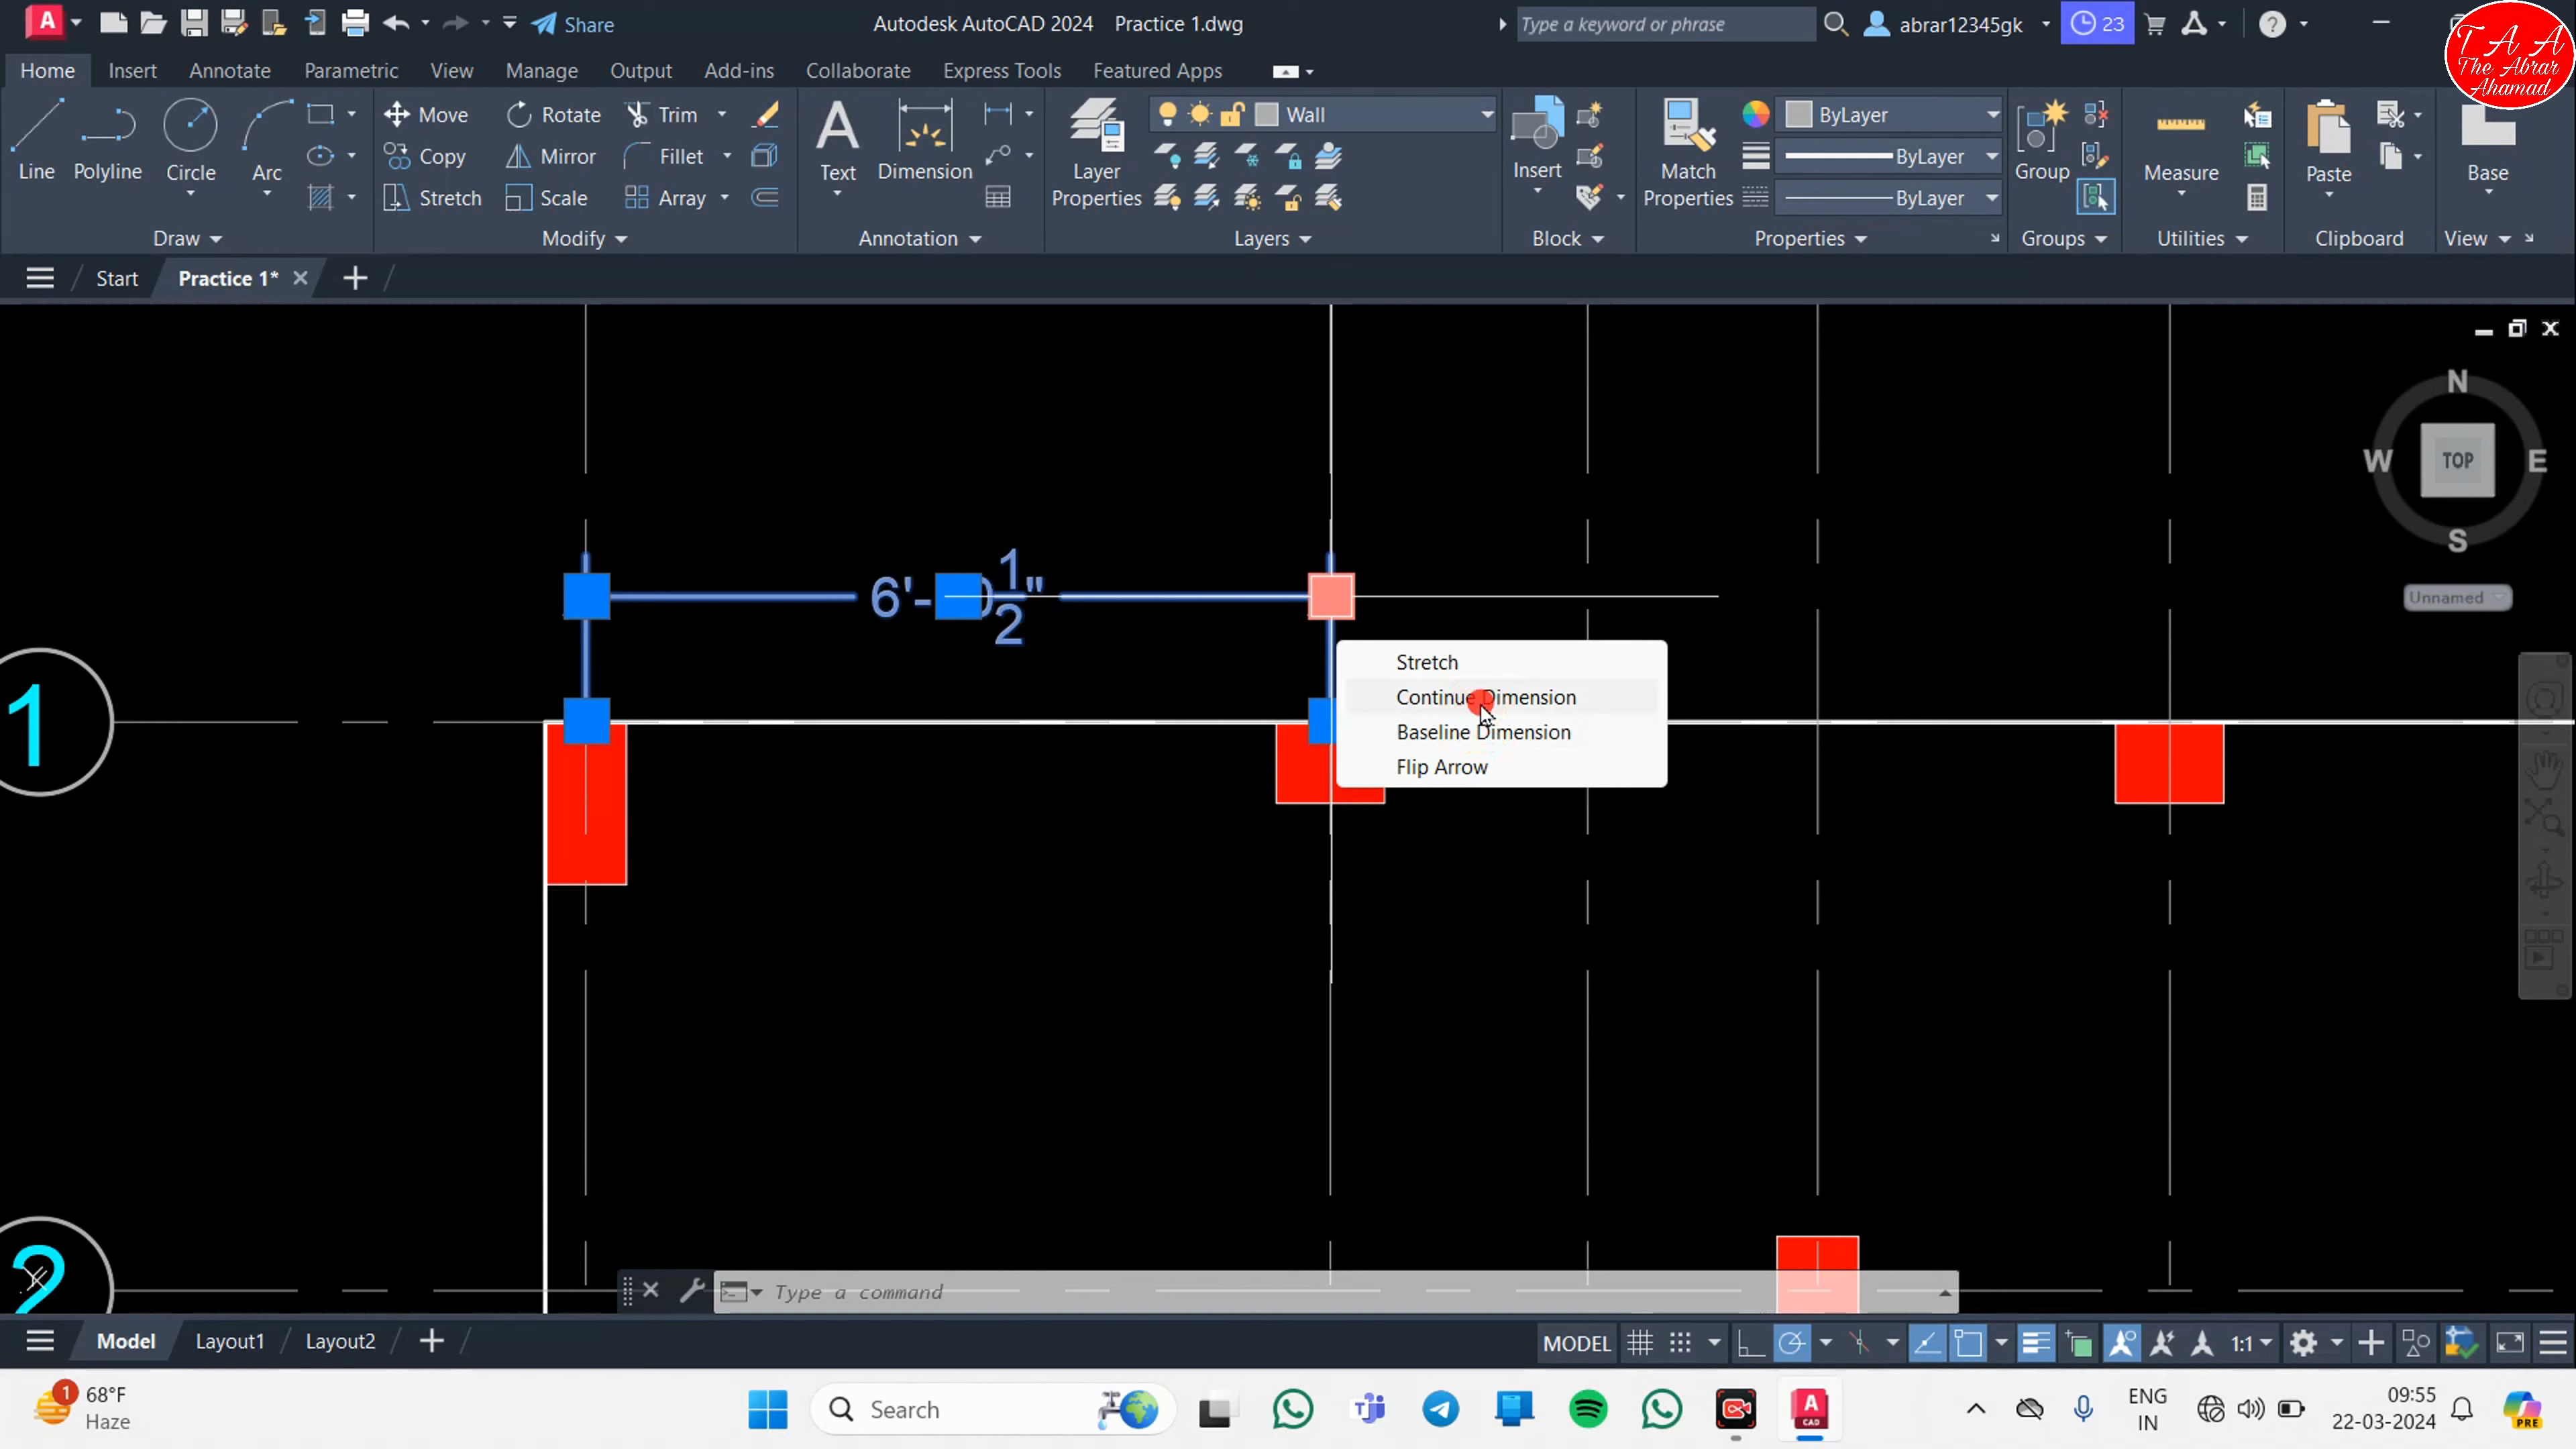 Share
Autodesk AutoCAD 2024 Practice 1.dwg
Type a keyword or phrase
abrar12345gk
23
T A A
The Abrar
Ahamad
Home Insert Annotate Parametric View Manage Output Add-ins Collaborate Express Tools Featured Apps
Line Polyline Circle Arc
Move Rotate Trim
Copy Mirror Fillet
Stretch Scale Array
Text Dimension
Layer Properties
Wall
Insert
Match Properties
ByLayer
ByLayer
ByLayer
Group
Measure
Paste
Base
Draw Modify Annotation Layers Block Properties Groups Utilities Clipboard View
Start Practice 1*
N
W TOP E
S
Unnamed
1
2
Stretch
Continue Dimension
Baseline Dimension
Flip Arrow
Type a command
Model Layout1 Layout2
MODEL
1:1
1 68°F
Haze
Search
A
CAD
ENG
IN
09:55
22-03-2024
PRE